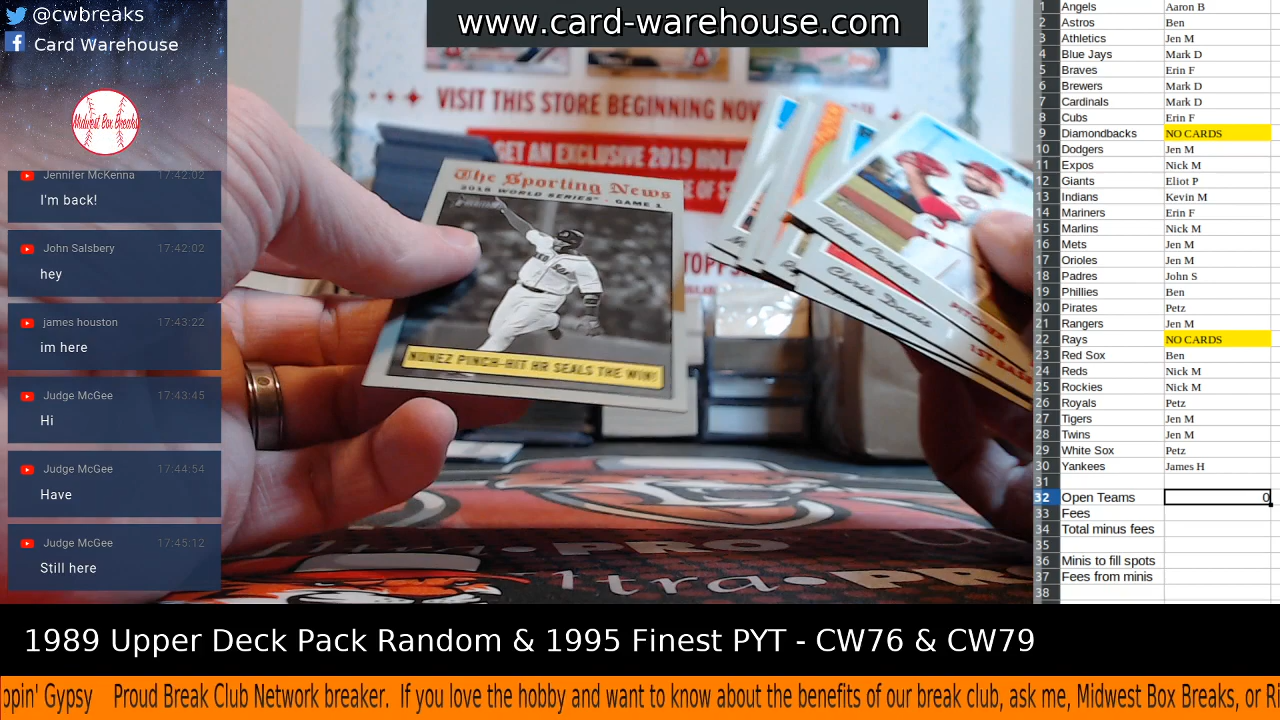 @cwbreaks
Card Warehouse
Midwest Box Breaks
Jennifer McKenna 17:42:02
I'm back!
John Salsbery 17:42:02
hey
james houston 17:43:22
im here
Judge McGee 17:43:45
Hi
Judge McGee 17:44:54
Have
Judge McGee 17:45:12
Still here
www.card-warehouse.com
VISIT THIS STORE BEGINNING NOV
GET AN EXCLUSIVE 2019
TOPPS
The Sporting News
2018 WORLD SERIES · GAME 1
NUNEZ PINCH-HIT HR SEALS THE WIN!
Blake Parker
PITCHER
Chris Davis
1ST BASE
PRO
ltra PRO
1 Angels Aaron B
2 Astros Ben
3 Athletics Jen M
4 Blue Jays Mark D
5 Braves Erin F
6 Brewers Mark D
7 Cardinals Mark D
8 Cubs Erin F
9 Diamondbacks NO CARDS
10 Dodgers Jen M
11 Expos Nick M
12 Giants Eliot P
13 Indians Kevin M
14 Mariners Erin F
15 Marlins Nick M
16 Mets Jen M
17 Orioles Jen M
18 Padres John S
19 Phillies Ben
20 Pirates Petz
21 Rangers Jen M
22 Rays NO CARDS
23 Red Sox Ben
24 Reds Nick M
25 Rockies Nick M
26 Royals Petz
27 Tigers Jen M
28 Twins Jen M
29 White Sox Petz
30 Yankees James H
31
32 Open Teams 0
33 Fees
34 Total minus fees
35
36 Minis to fill spots
37 Fees from minis
38
1989 Upper Deck Pack Random & 1995 Finest PYT - CW76 & CW79
ppin' Gypsy Proud Break Club Network breaker. If you love the hobby and want to know about the benefits of our break club, ask me, Midwest Box Breaks, or Ri